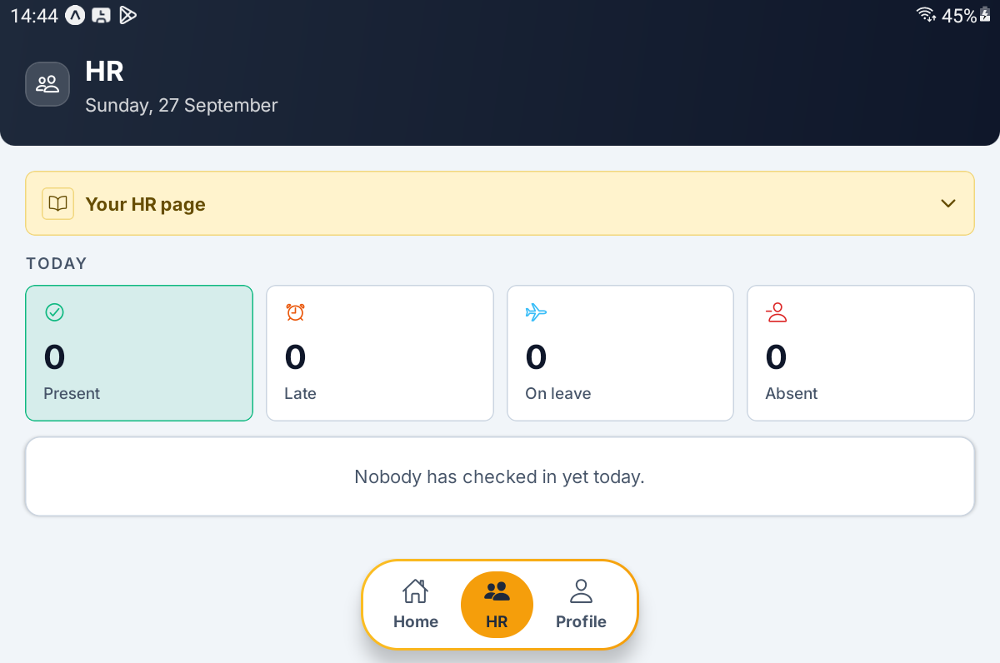 14:44
45%
HR
Sunday, 27 September
Your HR page
TODAY
0
Present
0
Late
0
On leave
0
Absent
Nobody has checked in yet today.
Home
HR
Profile